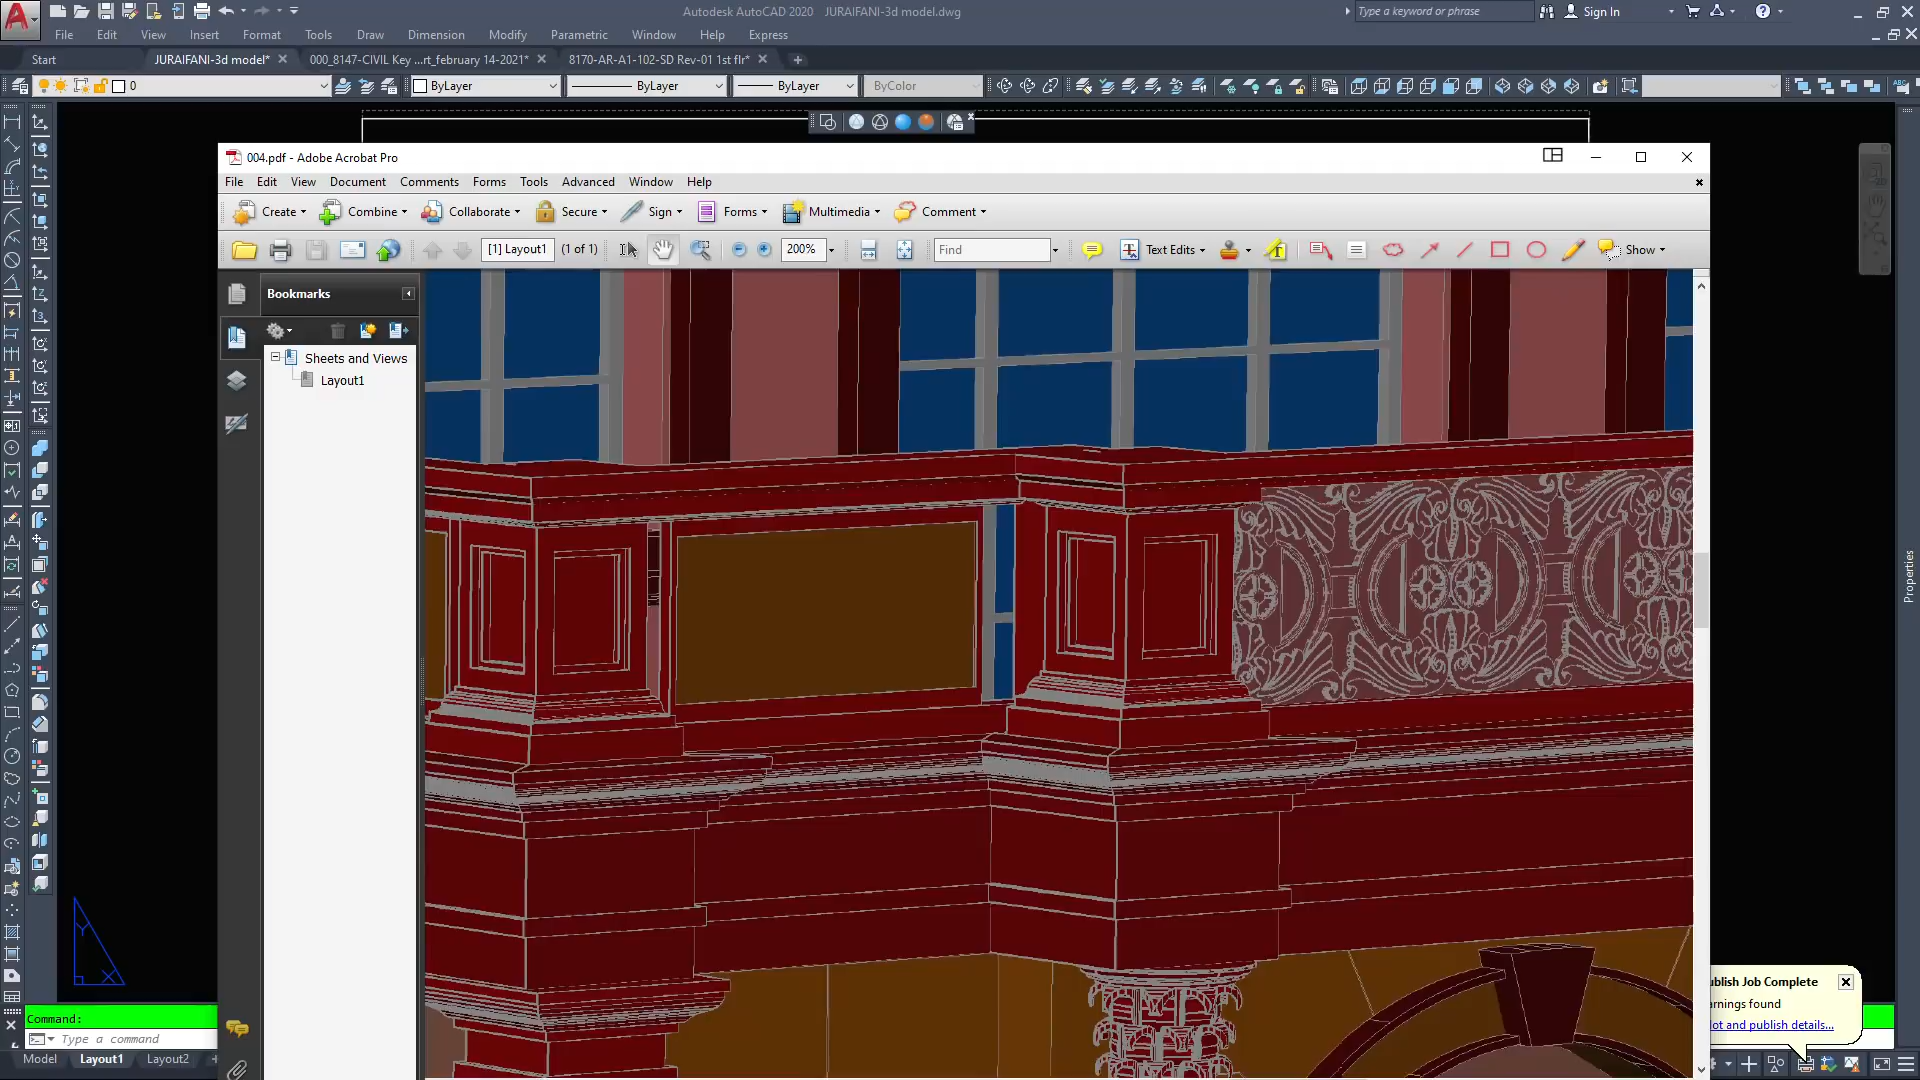 Autodesk AutoCAD 2020   JURAIFANI-3d model.dwg
Type a keyword or phrase
Sign In
File Edit View Insert Format Tools Draw Dimension Modify Parametric Window Help Express
Start
JURAIFANI-3d model*
000_8147-CIVIL Key ...rt_february 14-2021*
8170-AR-A1-102-SD Rev-01 1st flr*
0
ByLayer
ByLayer
ByLayer
ByColor
004.pdf - Adobe Acrobat Pro
File Edit View Document Comments Forms Tools Advanced Window Help
Create Combine Collaborate Secure Sign Forms Multimedia Comment
[1] Layout1 (1 of 1) 200% Find Text Edits Show
Bookmarks
Sheets and Views
Layout1
Properties
Y
X
Command:
Type a command
Model Layout1 Layout2
ublish Job Complete
arnings found
lot and publish details...